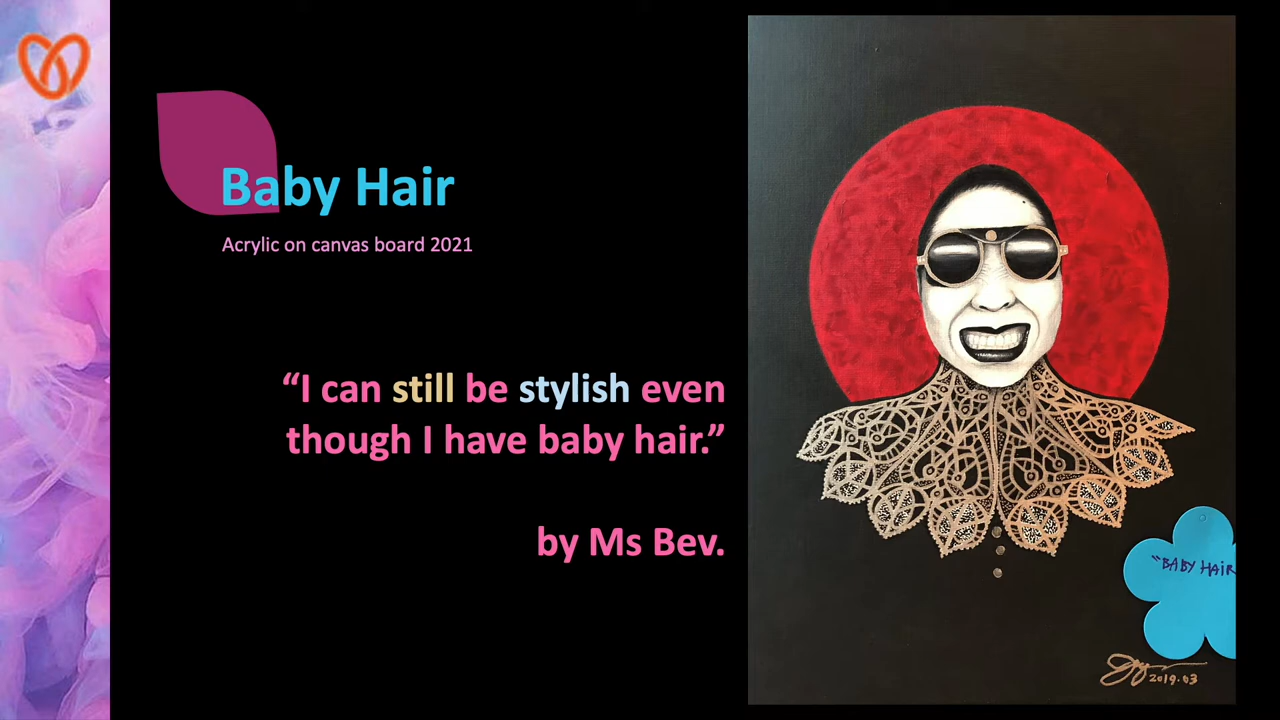 Baby Hair
Acrylic on canvas board 2021
“I can still be stylish even
though I have baby hair.”
by Ms Bev.
“BABY HAIR
2019.03